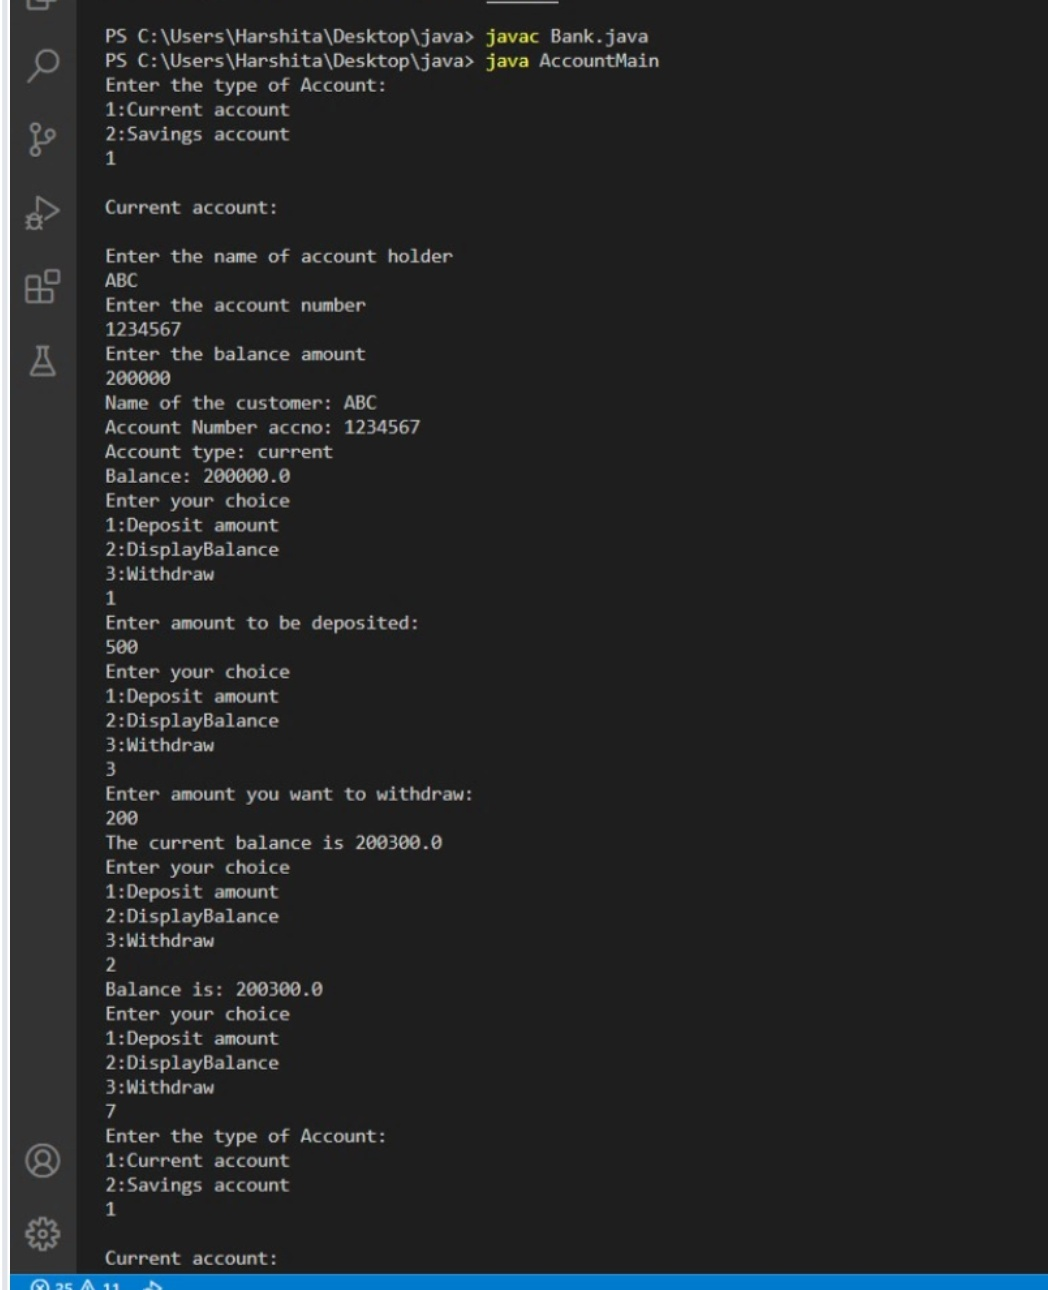 PS C:\Users\Harshita\Desktop\java> javac Bank.java
PS C:\Users\Harshita\Desktop\java> java AccountMain
Enter the type of Account:
1:Current account
2:Savings account
1
Current account:
Enter the name of account holder
ABC
Enter the account number
1234567
Enter the balance amount
200000
Name of the customer: ABC
Account Number accno: 1234567
Account type: current
Balance: 200000.0
Enter your choice
1:Deposit amount
2:DisplayBalance
3:Withdraw
1
Enter amount to be deposited:
500
Enter your choice
1:Deposit amount
2:DisplayBalance
3:Withdraw
3
Enter amount you want to withdraw:
200
The current balance is 200300.0
Enter your choice
1:Deposit amount
2:DisplayBalance
3:Withdraw
2
Balance is: 200300.0
Enter your choice
1:Deposit amount
2:DisplayBalance
3:Withdraw
7
Enter the type of Account:
1:Current account
2:Savings account
1
Current account: